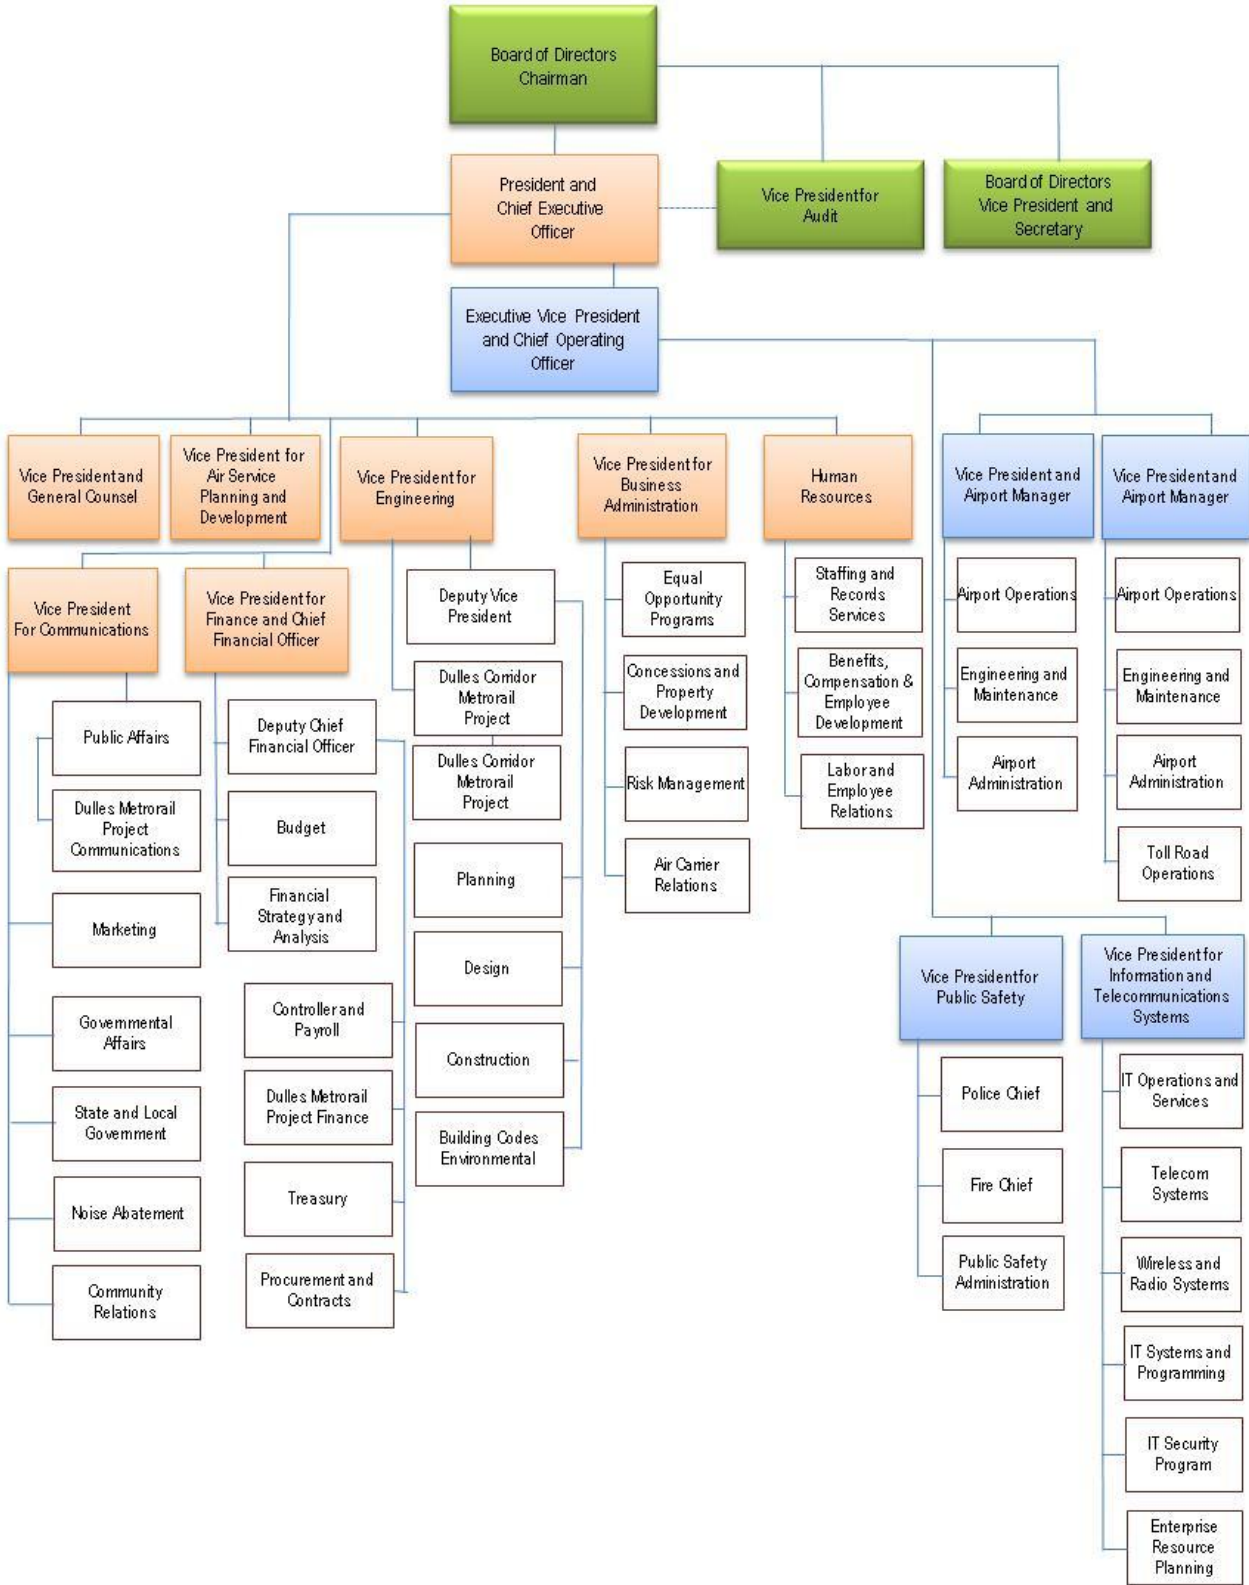 Board of Directors
Chairman
President and
Chief Executive
Officer
Vice President for
Audit
Board of Directors
Vice President and
Secretary
Executive Vice President
and Chief Operating
Officer
Vice President and
General Counsel
Vice President for
Air Service
Planning and
Development
Vice President for
Engineering
Vice President for
Business
Administration
Human
Resources
Vice President and
Airport Manager
Vice President and
Airport Manager
Vice President
For Communications
Public Affairs
Dulles Metrorail
Project
Communications
Marketing
Governmental
Affairs
State and Local
Government
Noise Abatement
Community
Relations
Vice President for
Finance and Chief
Financial Officer
Deputy Chief
Financial Officer
Budget
Financial
Strategy and
Analysis
Controller and
Payroll
Dulles Metrorail
Project Finance
Treasury
Procurement and
Contracts
Deputy Vice
President
Dulles Corridor
Metrorail
Project
Dulles Corridor
Metrorail
Project
Planning
Design
Construction
Building Codes
Environmental
Equal
Opportunity
Programs
Concessions and
Property
Development
Risk Management
Air Carrier
Relations
Staffing and
Records
Services
Benefits,
Compensation &
Employee
Development
Labor and
Employee
Relations
Airport Operations
Engineering and
Maintenance
Airport
Administration
Airport Operations
Engineering and
Maintenance
Airport
Administration
Toll Road
Operations
Vice President for
Public Safety
Police Chief
Fire Chief
Public Safety
Administration
Vice President for
Information and
Telecommunications
Systems
IT Operations and
Services
Telecom
Systems
Wireless and
Radio Systems
IT Systems and
Programming
IT Security
Program
Enterprise
Resource
Planning